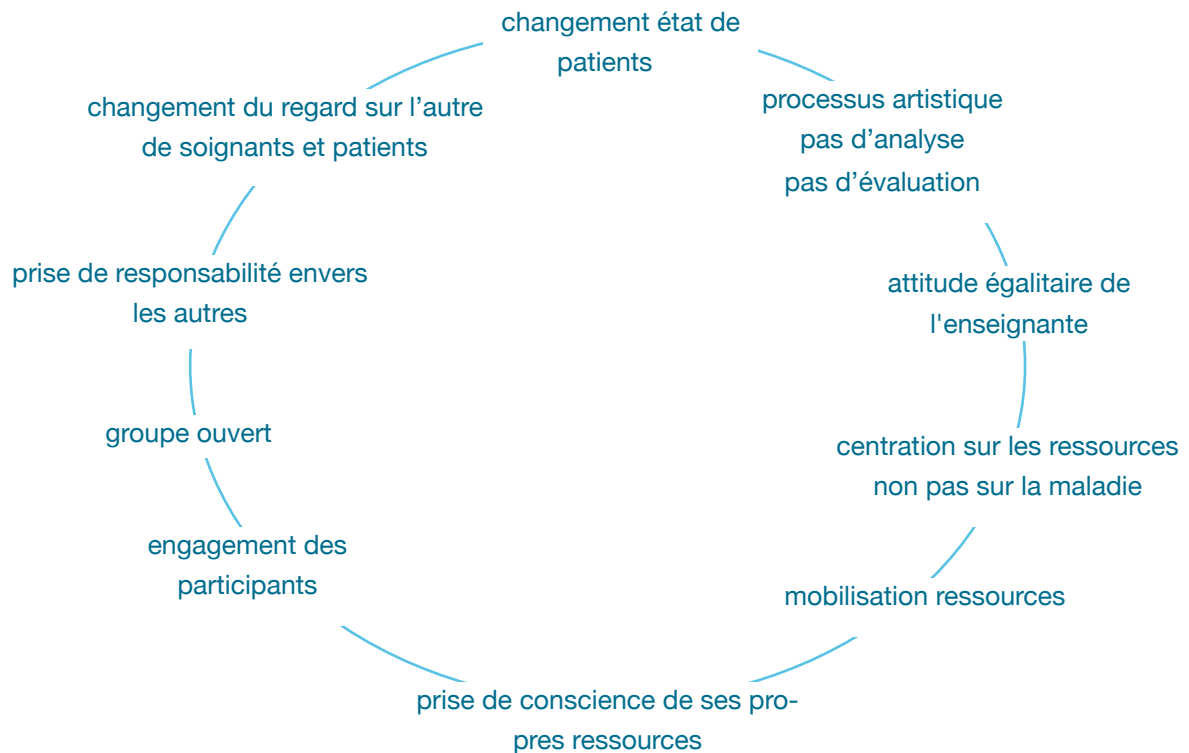 changement état de
patients
processus artistique
pas d’analyse
pas d’évaluation
attitude égalitaire de
l'enseignante
centration sur les ressources
non pas sur la maladie
mobilisation ressources
prise de conscience de ses pro-
pres ressources
engagement des
participants
groupe ouvert
prise de responsabilité envers
les autres
changement du regard sur l’autre
de soignants et patients